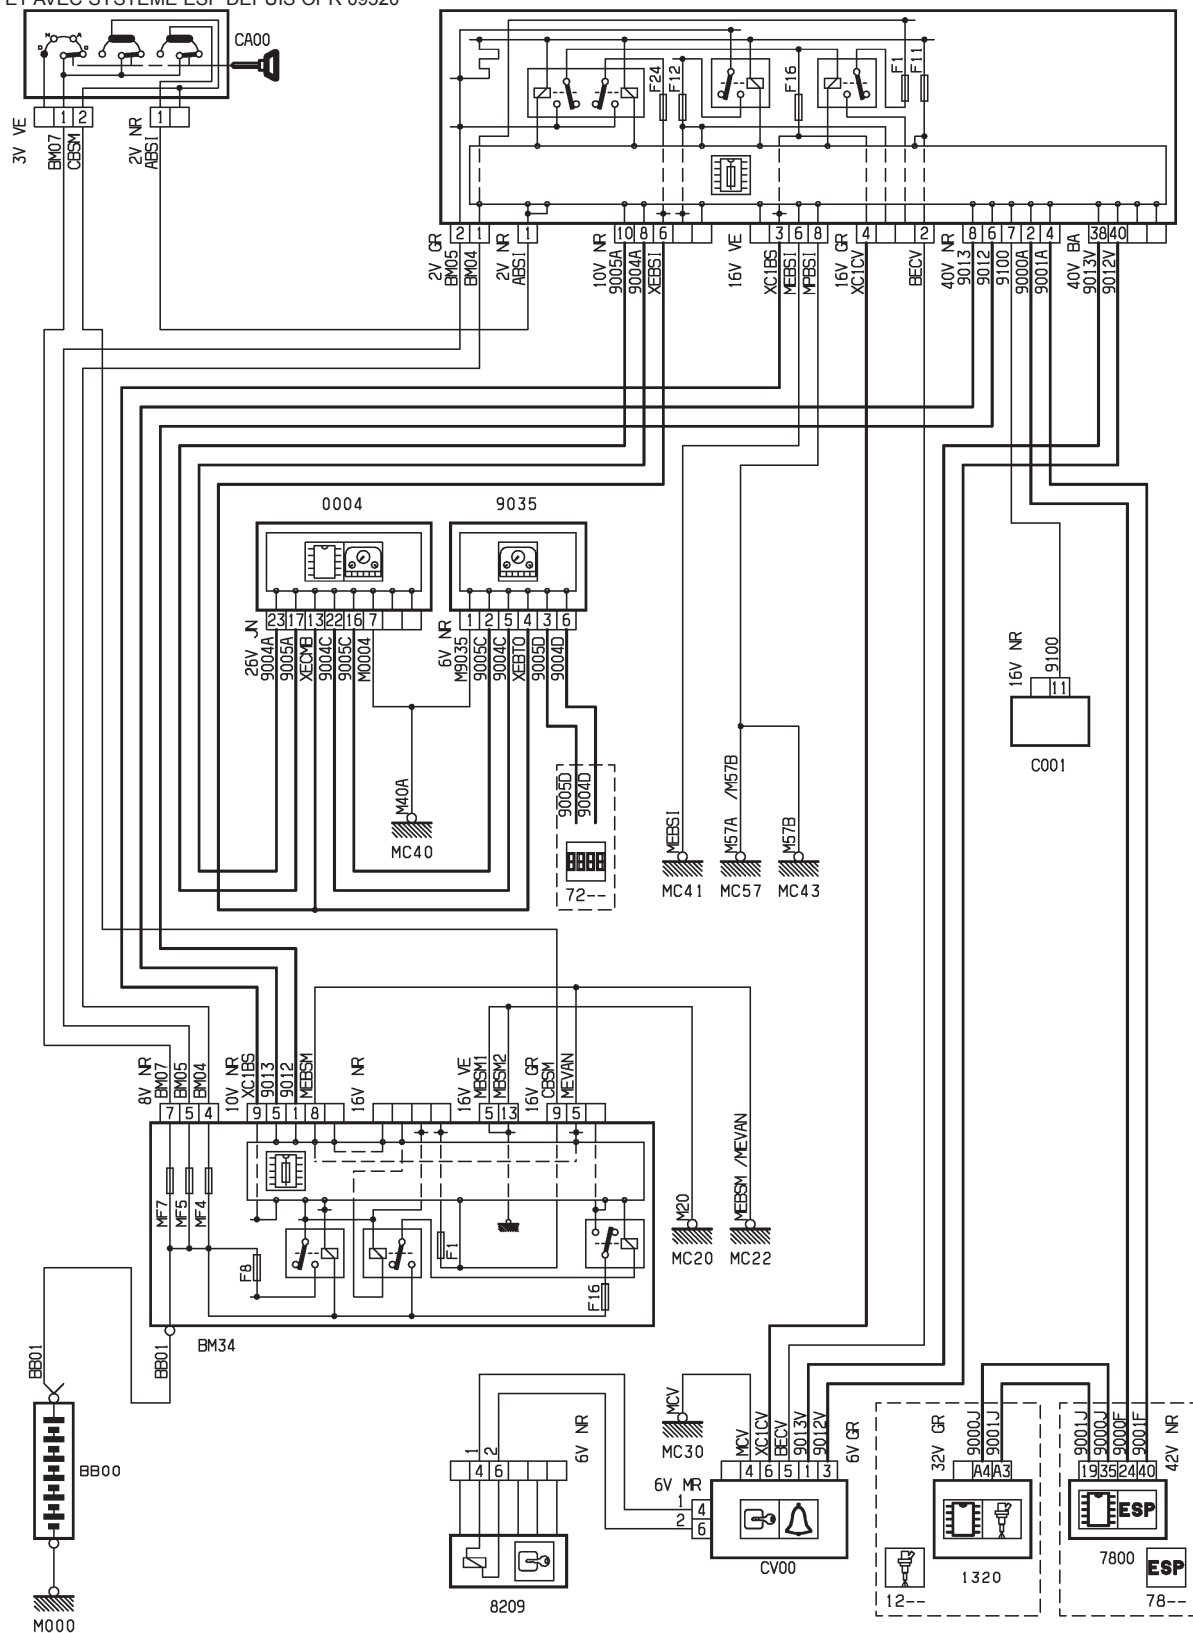 ET AVEC SYSTEME ESP DEPUIS OPR 09520
CA00
3V VE
1
2
BM07
CBSM
2V NR
1
ABSI
F24
F12
F16
F1
F11
2V GR
2
1
BM05
BM04
2V NR
1
ABSI
10V NR
10
8
6
9005A
9004A
XEBSI
16V VE
3
6
8
XC1BS
MEBSI
MPBSI
16V GR
4
2
XC1CV
BECV
40V NR
8
6
7
2
4
9013
9012
9100
9000A
9001A
40V BA
38
40
9013V
9012V
0004
26V JN
23
17
13
22
16
7
9004A
9005A
XECMB
9004C
9005C
M0004
9035
6V NR
1
2
5
4
3
6
M9035
9005C
9004C
XEBTO
9005D
9004D
M40A
MC40
9005D
9004D
72--
MEBSI
MC41
M57A /M57B
MC57
M57B
MC43
16V NR
9100
11
C001
8V NR
BM07
BM05
BM04
7
5
4
10V NR
XC1BS
9013
9012
MEBSM
9
5
1
8
16V NR
16V VE
MBSM1
MBSM2
5
13
16V GR
CBSM
MEVAN
9
5
MF7
MF5
MF4
F8
F1
F16
BM34
M20
MC20
MEBSM /MEVAN
MC22
BB01
BB01
BB00
M000
1
2
6V NR
4
6
8209
MCV
MC30
MCV
XC1CV
BECV
9013V
9012V
6V GR
4
6
5
1
3
6V MR
1
4
2
6
CV00
32V GR
9000J
9001J
A4
A3
1320
12--
9001J
9000J
9000F
9001F
42V NR
19
35
24
40
ESP
7800
ESP
78--